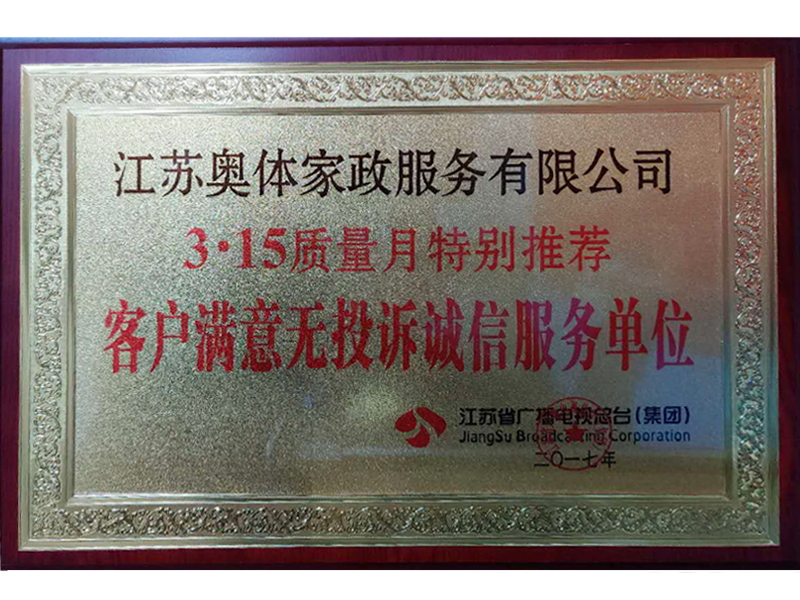 江苏奥体家政服务有限公司
3·15质量月特别推荐
客户满意无投诉诚信服务单位
江苏省广播电视总台(集团)
JiangSu Broadcasting Corporation
二〇一七年